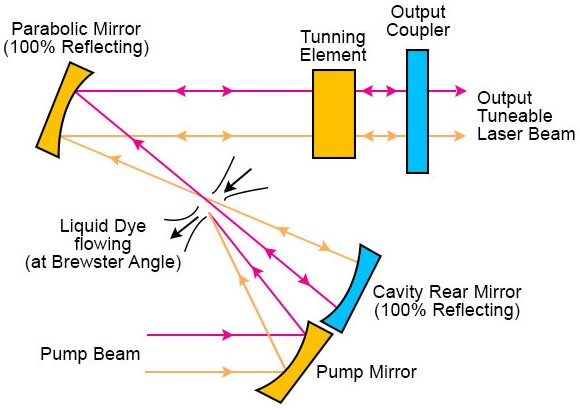 Parabolic Mirror
(100% Reflecting)
Tunning
Element
Output
Coupler
Output
Tuneable
Laser Beam
Liquid Dye
flowing
(at Brewster Angle)
Cavity Rear Mirror
(100% Reflecting)
Pump Beam
Pump Mirror